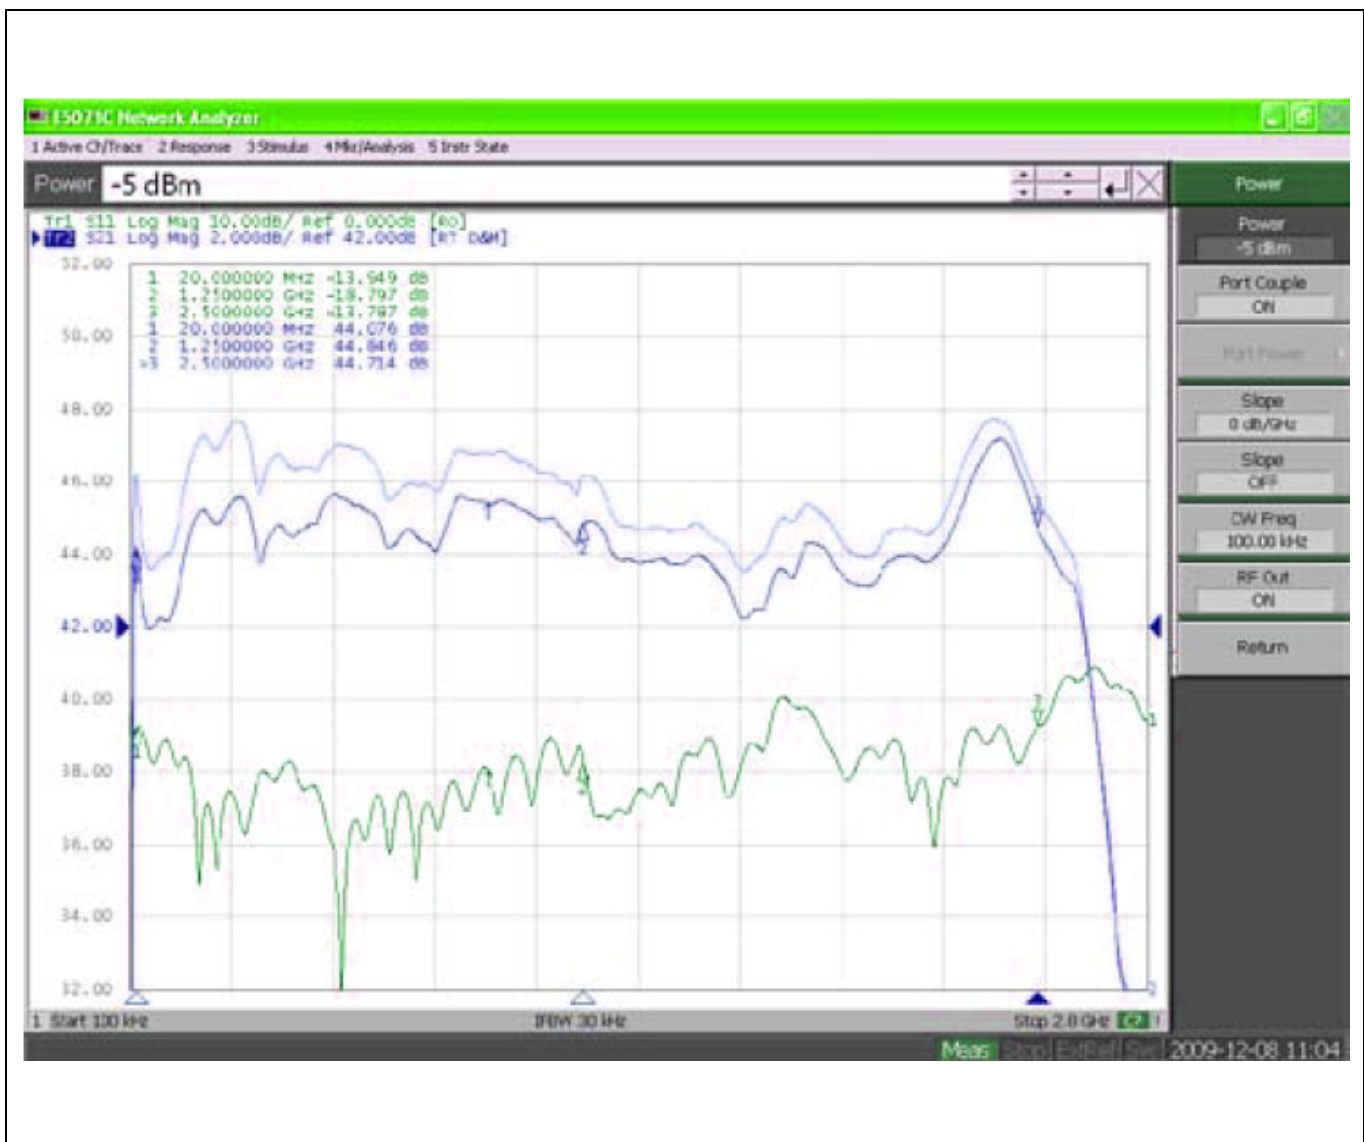 E5071C Network Analyzer
1 Active Ch/Trace 2 Response 3 Stimulus 4 Mkr/Analysis 5 Instr State
Power -5 dBm
Tr1 S11 Log Mag 10.00dB/ Ref 0.000dB [RO]
Tr2 S21 Log Mag 2.000dB/ Ref 42.00dB [RT D&M]
52.00
1 20.000000 MHz -13.949 dB
2 1.2500000 GHz -18.797 dB
3 2.5000000 GHz -13.787 dB
1 20.000000 MHz 44.076 dB
2 1.2500000 GHz 44.846 dB
>3 2.5000000 GHz 44.714 dB
50.00
48.00
46.00
44.00
42.00
40.00
38.00
36.00
34.00
32.00
1 Start 100 kHz IFBW 30 kHz Stop 2.8 GHz C? !
Power
Power
-5 dBm
Port Couple
ON
Port Power
Slope
0 dB/GHz
Slope
OFF
CW Freq
100.00 kHz
RF Out
ON
Return
Meas Stop ExtRef Svc 2009-12-08 11:04